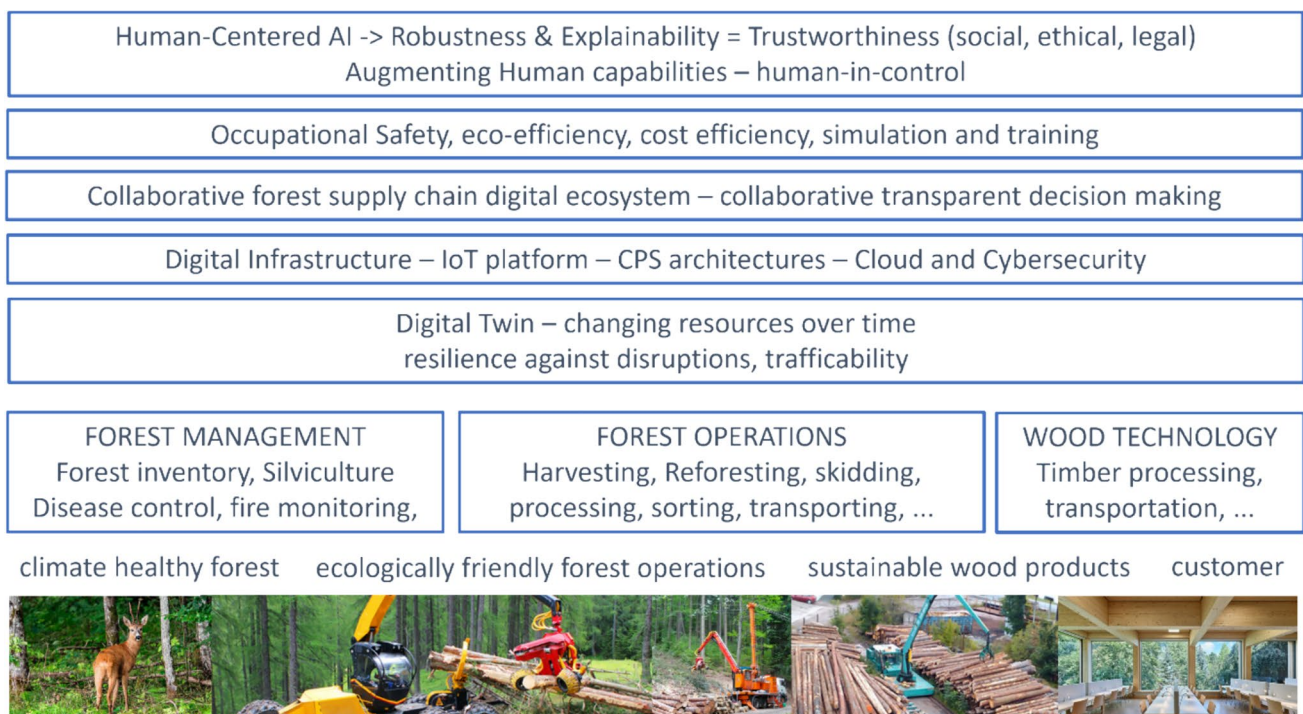 Human-Centered AI -> Robustness & Explainability = Trustworthiness (social, ethical, legal)
Augmenting Human capabilities – human-in-control
Occupational Safety, eco-efficiency, cost efficiency, simulation and training
Collaborative forest supply chain digital ecosystem – collaborative transparent decision making
Digital Infrastructure – IoT platform – CPS architectures – Cloud and Cybersecurity
Digital Twin – changing resources over time
resilience against disruptions, trafficability
FOREST MANAGEMENT
Forest inventory, Silviculture
Disease control, fire monitoring,
FOREST OPERATIONS
Harvesting, Reforesting, skidding,
processing, sorting, transporting, ...
WOOD TECHNOLOGY
Timber processing,
transportation, ...
climate healthy forest
ecologically friendly forest operations
sustainable wood products
customer